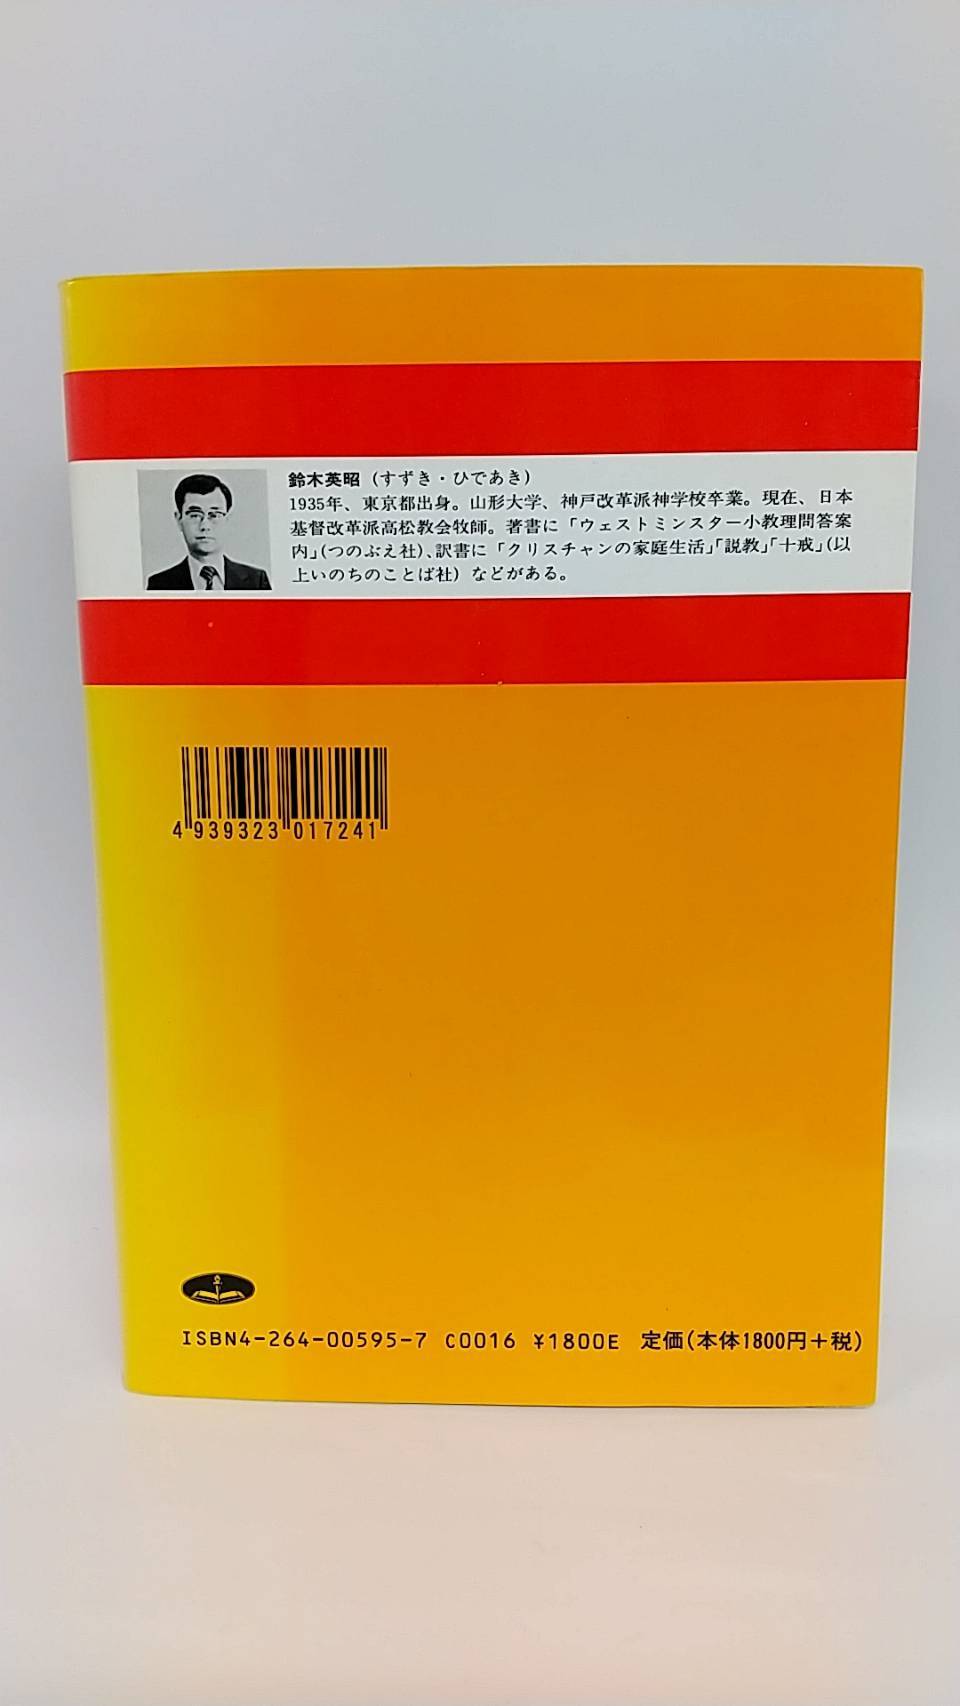 鈴木英昭(すずき・ひであき)
1935年、東京都出身。山形大学、神戸改革派神学校卒業。現在、日本
基督改革派高松教会牧師。著書に「ウェストミンスター小教理問答案
内」(つのぶえ社)、訳書に「クリスチャンの家庭生活」「説教」「十戒」(以
上いのちのことば社)などがある。
4 939323 017241
ISBN4-264-00595-7 C0016 ¥1800E 定価(本体1800円+税)